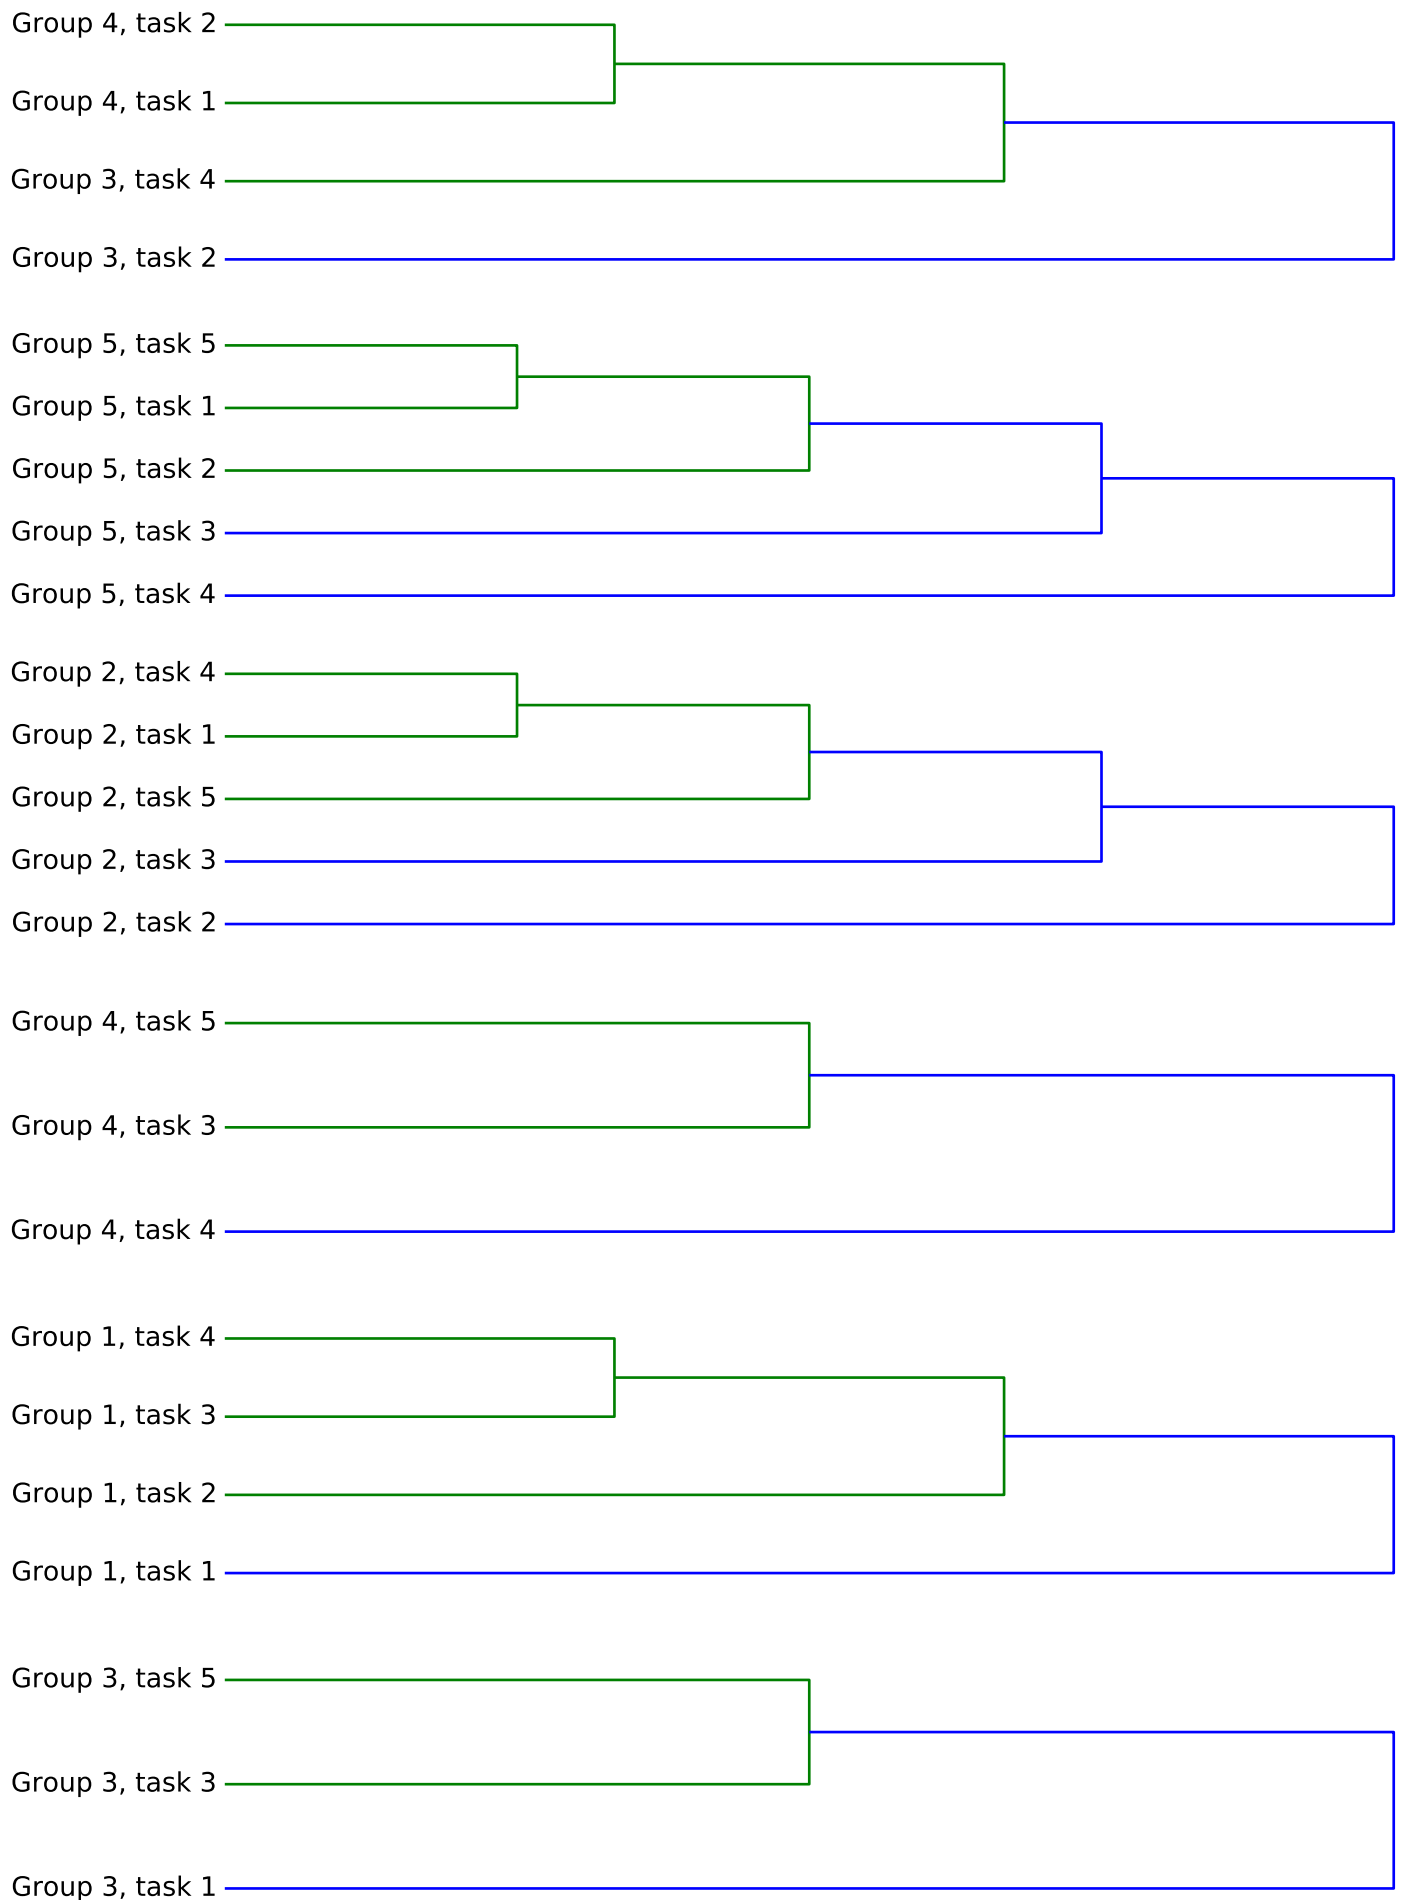 Group 4, task 2
Group 4, task 1
Group 3, task 4
Group 3, task 2
Group 5, task 5
Group 5, task 1
Group 5, task 2
Group 5, task 3
Group 5, task 4
Group 2, task 4
Group 2, task 1
Group 2, task 5
Group 2, task 3
Group 2, task 2
Group 4, task 5
Group 4, task 3
Group 4, task 4
Group 1, task 4
Group 1, task 3
Group 1, task 2
Group 1, task 1
Group 3, task 5
Group 3, task 3
Group 3, task 1